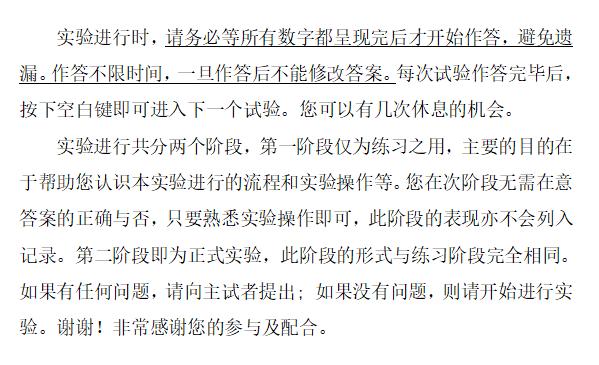 实验进行时，请务必等所有数字都呈现完后才开始作答，避免遗
漏。作答不限时间，一旦作答后不能修改答案。每次试验作答完毕后，
按下空白键即可进入下一个试验。您可以有几次休息的机会。
实验进行共分两个阶段，第一阶段仅为练习之用，主要的目的在
于帮助您认识本实验进行的流程和实验操作等。您在次阶段无需在意
答案的正确与否，只要熟悉实验操作即可，此阶段的表现亦不会列入
记录。第二阶段即为正式实验，此阶段的形式与练习阶段完全相同。
如果有任何问题，请向主试者提出；如果没有问题，则请开始进行实
验。谢谢！非常感谢您的参与及配合。